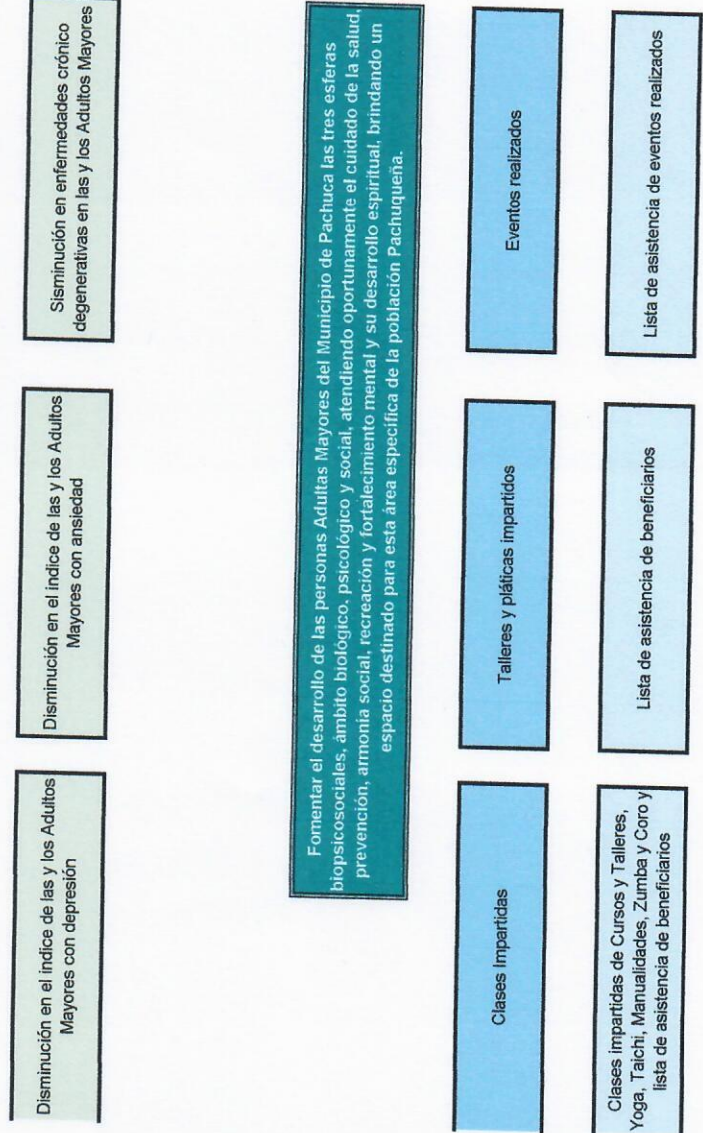 Disminución en el índice de las y los Adultos
Mayores con depresión
Disminución en el índice de las y los Adultos
Mayores con ansiedad
Sisminución en enfermedades crónico
degenerativas en las y los Adultos Mayores
Fomentar el desarrollo de las personas Adultas Mayores del Municipio de Pachuca las tres esferas
biopsicosociales, ámbito biológico, psicológico y social, atendiendo oportunamente el cuidado de la salud,
prevención, armonía social, recreación y fortalecimiento mental y su desarrollo espiritual, brindando un
espacio destinado para esta área específica de la población Pachuqueña.
Clases Impartidas
Talleres y pláticas impartidos
Eventos realizados
Clases impartidas de Cursos y Talleres,
Yoga, Taichi, Manualidades, Zumba y Coro y
lista de asistencia de beneficiarios
Lista de asistencia de beneficiarios
Lista de asistencia de eventos realizados